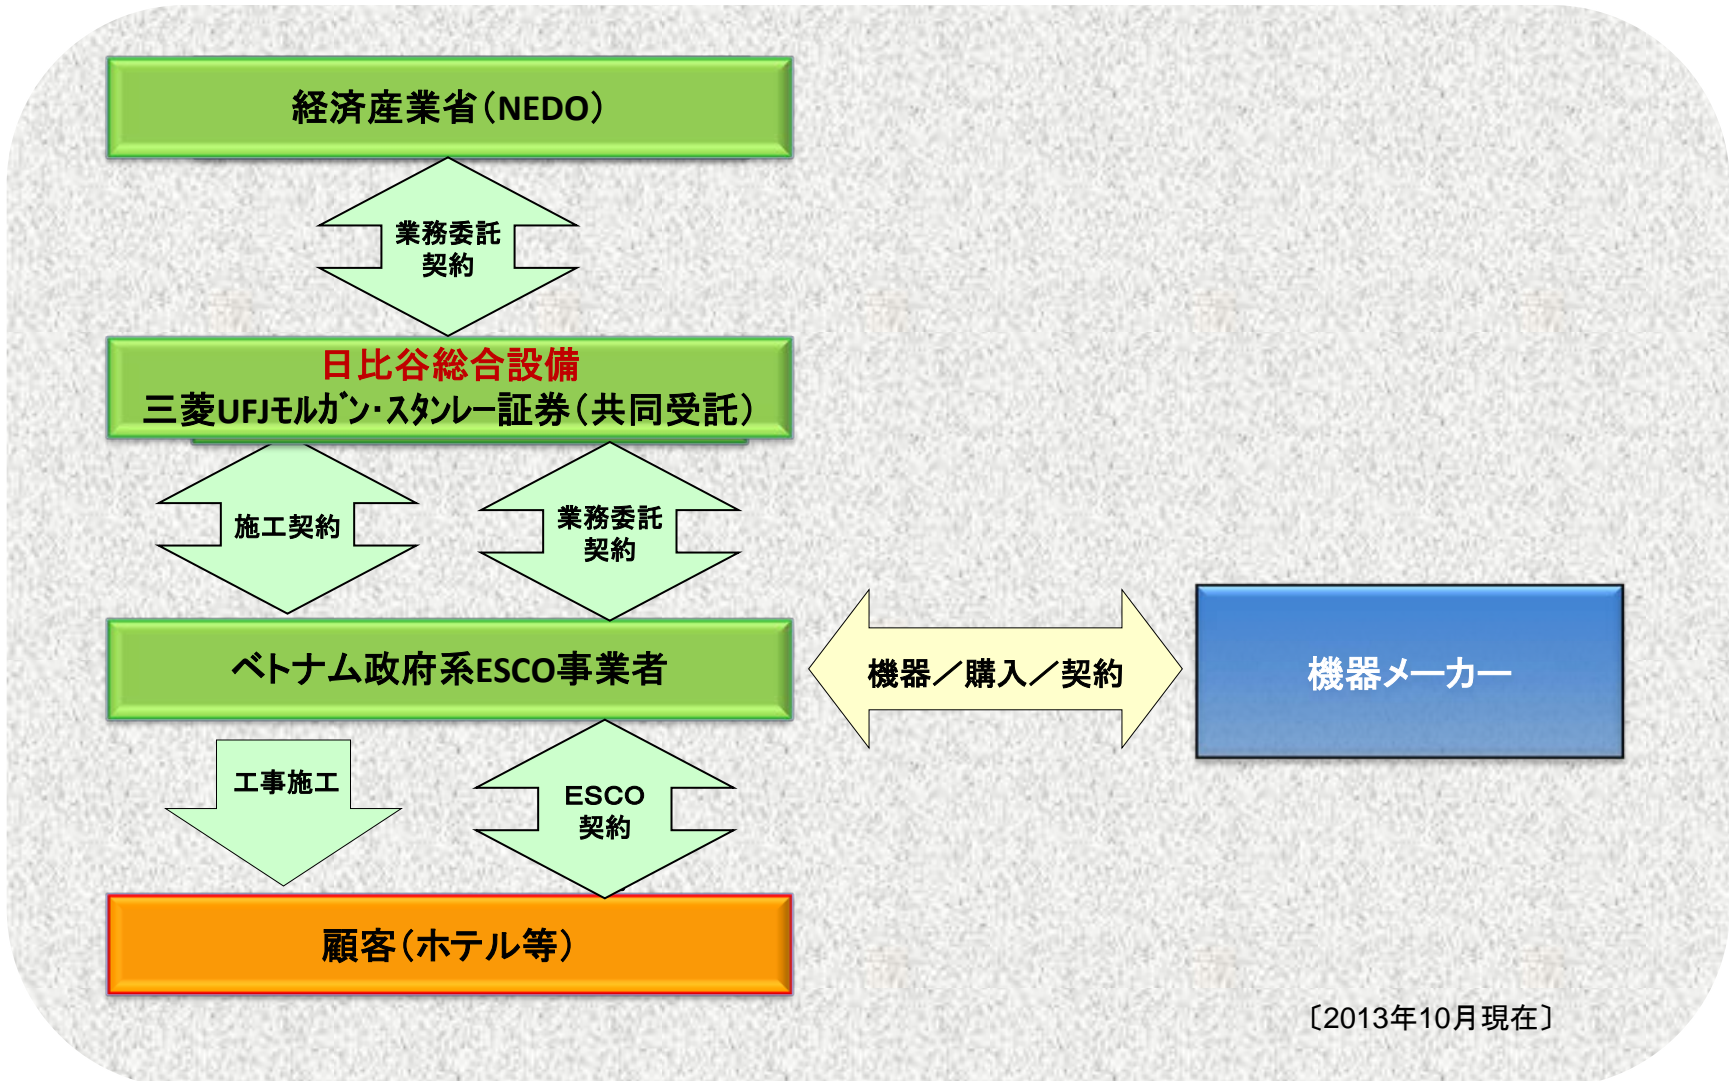 経済産業省（NEDO）
業務委託
契約
日比谷総合設備
三菱UFJﾓﾙｶﾞﾝ・ｽﾀﾝﾚｰ証券（共同受託）
施工契約
業務委託
契約
ベトナム政府系ESCO事業者
機器／購入／契約
機器メーカー
工事施工
ＥＳＣＯ
契約
顧客（ホテル等）
〔2013年10月現在〕